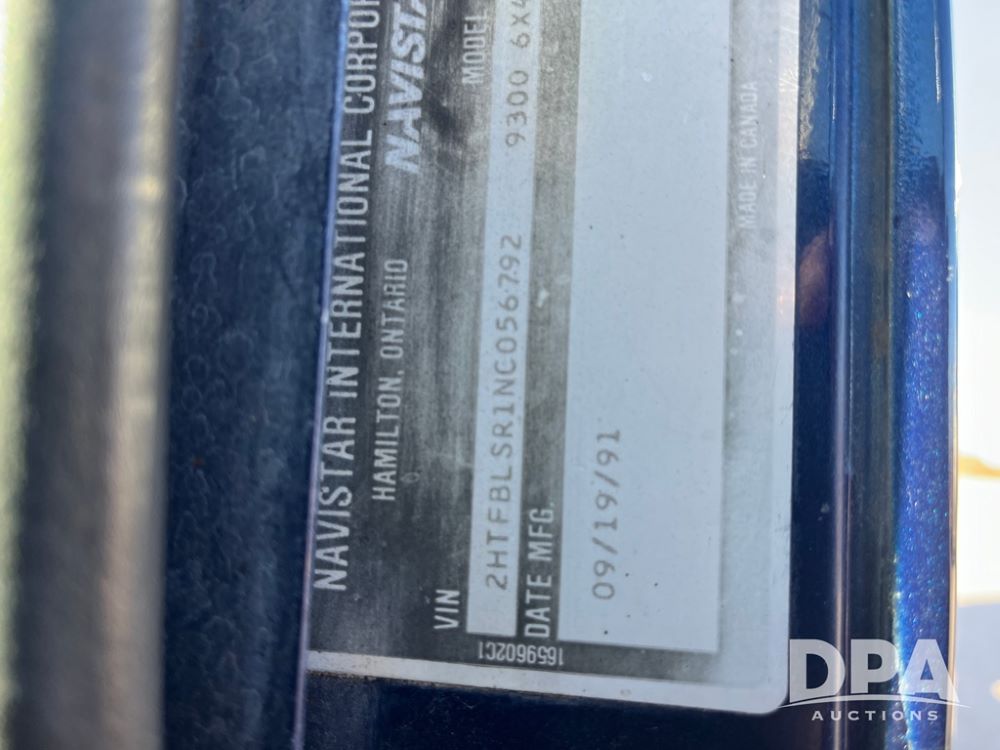 NAVISTAR INTERNATIONAL CORPOR
HAMILTON, ONTARIO
NAVISTA
VIN
MODEL
2HTFBLSR1NC056792
9300 6X4
DATE MFG.
09/19/91
MADE IN CANADA
1659602C1
DPA
AUCTIONS